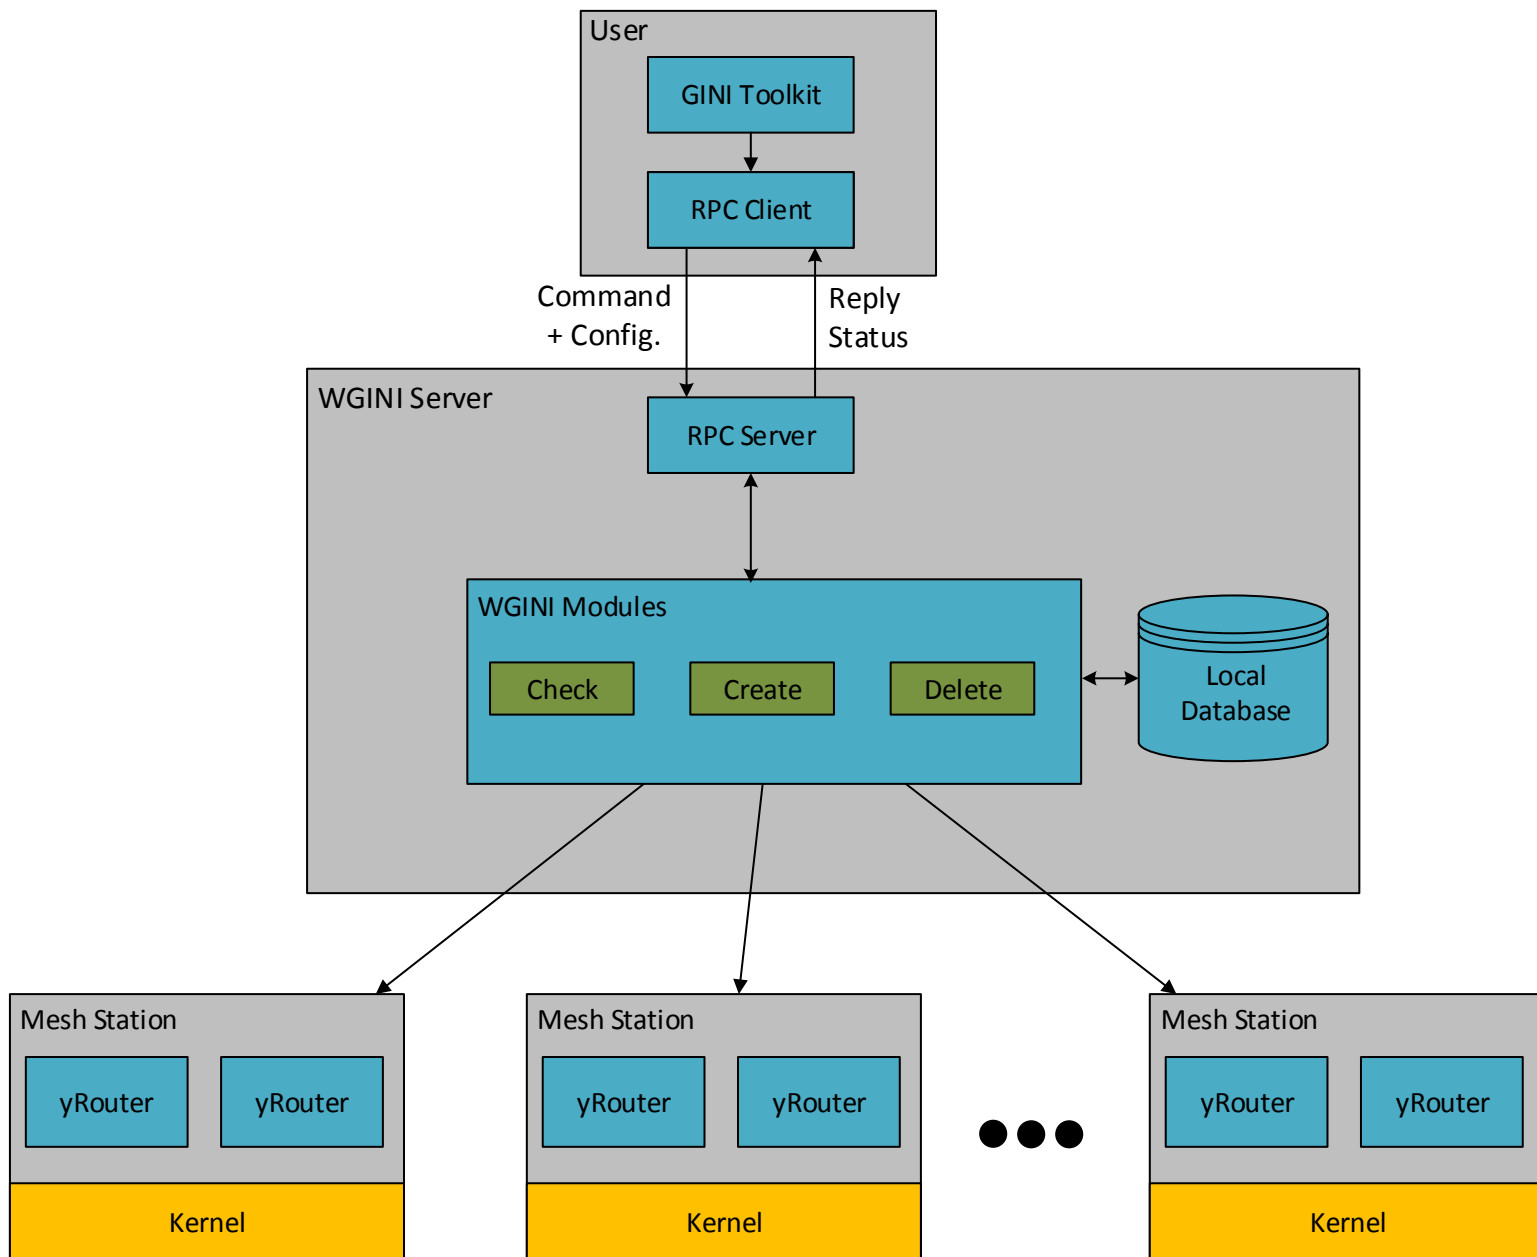 User
GINI Toolkit
RPC Client
Command
+ Config.
Reply
Status
WGINI Server
RPC Server
WGINI Modules
Check
Create
Delete
Local
Database
Mesh Station
yRouter
yRouter
Kernel
Mesh Station
yRouter
yRouter
Kernel
Mesh Station
yRouter
yRouter
Kernel